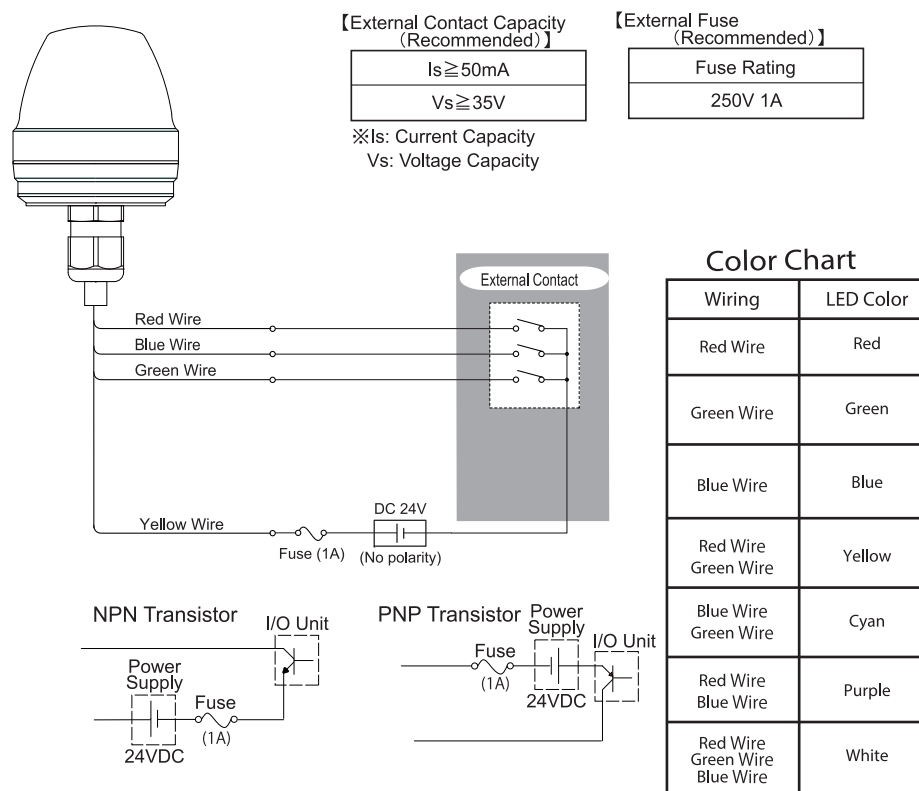 【External Contact Capacity
(Recommended)】
Is≧50mA
Vs≧35V
※Is: Current Capacity
Vs: Voltage Capacity
【External Fuse
(Recommended)】
Fuse Rating
250V 1A
External Contact
Red Wire
Blue Wire
Green Wire
Yellow Wire
Fuse (1A)
DC 24V
(No polarity)
NPN Transistor
I/O Unit
Power
Supply
24VDC
Fuse
(1A)
PNP Transistor
Fuse
(1A)
Power
Supply
24VDC
I/O Unit
Color Chart
Wiring LED Color
Red Wire Red
Green Wire Green
Blue Wire Blue
Red Wire
Green Wire
Yellow
Blue Wire
Green Wire
Cyan
Red Wire
Blue Wire
Purple
Red Wire
Green Wire
Blue Wire
White